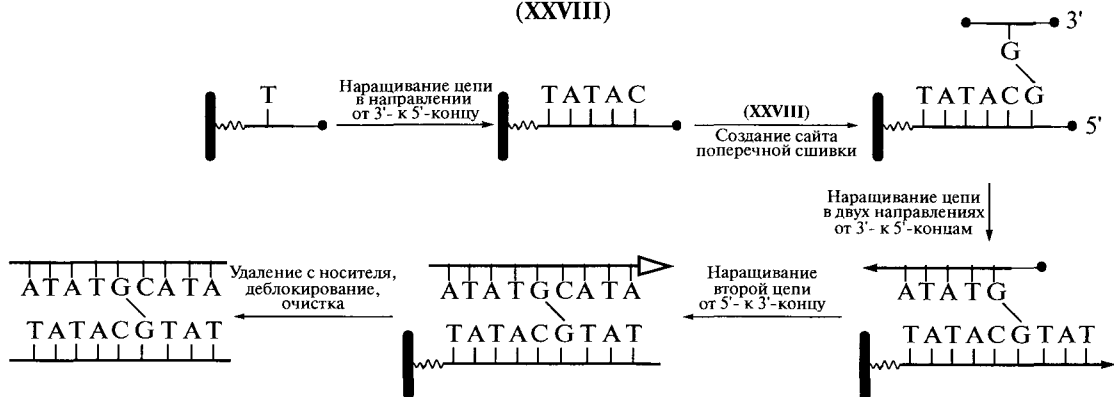 (XXVIII)
3'
G
T
Наращивание цепи
в направлении
от 3'- к 5'-концу
TATAC
(XXVIII)
Создание сайта
поперечной сшивки
TATACG
5'
Наращивание цепи
в двух направлениях
от 3'- к 5'-концам
ATATGCATA
TATACGTAT
Удаление с носителя,
деблокирование,
очистка
ATATGCATA
TATACGTAT
Наращивание
второй цепи
от 5'- к 3'-концу
ATATG
TATACGTAT